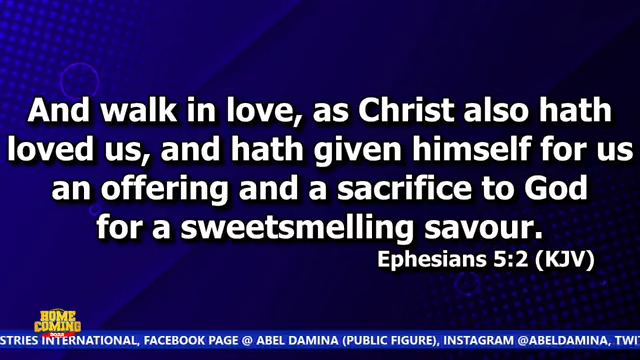 And walk in love, as Christ also hath
loved us, and hath given himself for us
an offering and a sacrifice to God
for a sweetsmelling savour.
Ephesians 5:2 (KJV)
HOME
COMING
2022
STRIES INTERNATIONAL, FACEBOOK PAGE @ ABEL DAMINA (PUBLIC FIGURE), INSTAGRAM @ABELDAMINA, TWI